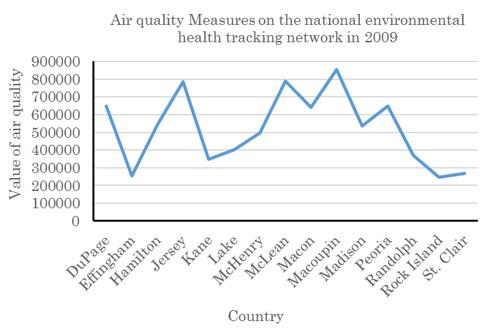 Air quality Measures on the national environmental
health tracking network in 2009
Value of air quality
900000
800000
700000
600000
500000
400000
300000
200000
100000
0
DuPage
Effingham
Hamilton
Jersey
Kane
Lake
McHenry
McLean
Macon
Macoupin
Madison
Peoria
Randolph
Rock Island
St. Clair
Country